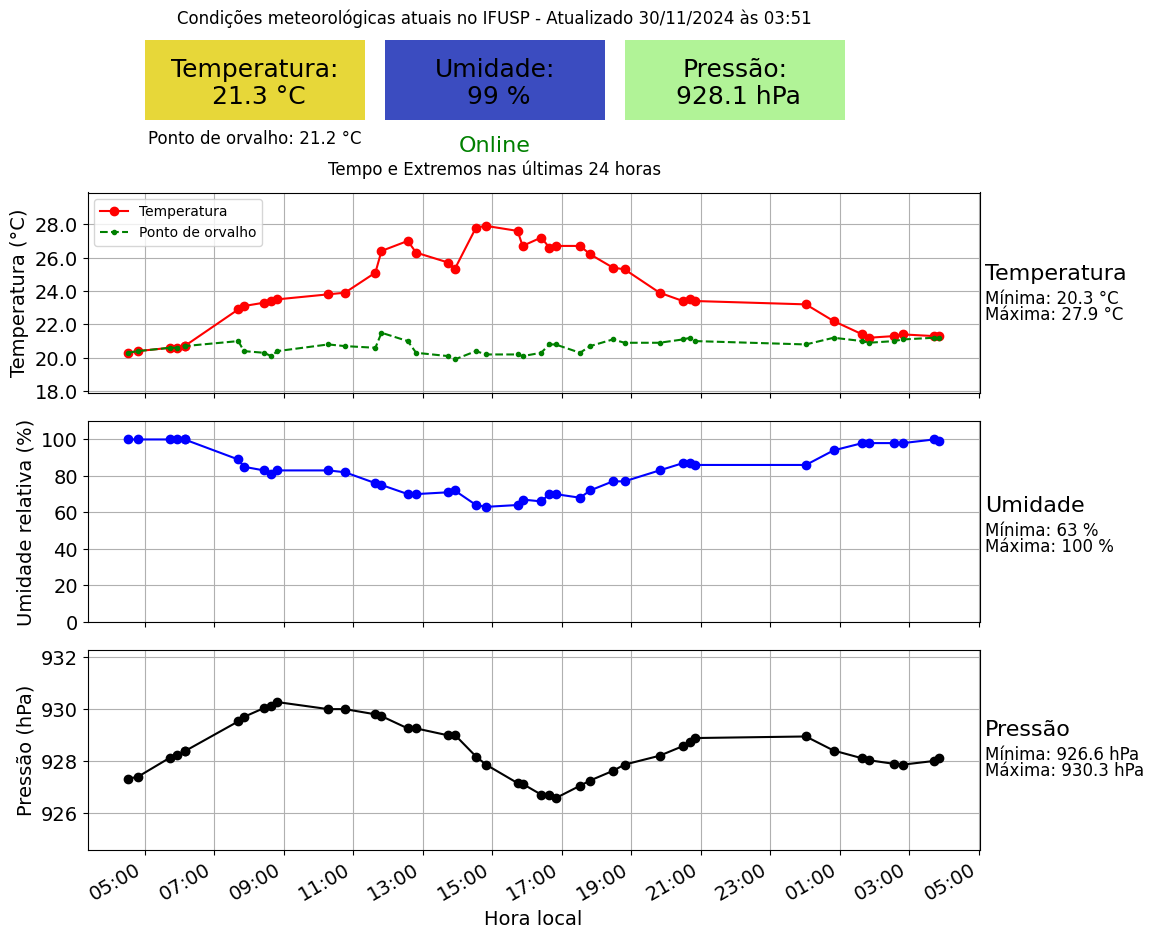 Condições meteorológicas atuais no IFUSP - Atualizado 30/11/2024 às 03:51
Temperatura:
21.3 °C
Umidade:
99 %
Pressão:
928.1 hPa
Ponto de orvalho: 21.2 °C
Online
Tempo e Extremos nas últimas 24 horas
Temperatura (°C)
28.0
26.0
24.0
22.0
20.0
18.0
Temperatura
Ponto de orvalho
Temperatura
Mínima: 20.3 °C
Máxima: 27.9 °C
Umidade relativa (%)
100
80
60
40
20
0
Umidade
Mínima: 63 %
Máxima: 100 %
Pressão (hPa)
932
930
928
926
Pressão
Mínima: 926.6 hPa
Máxima: 930.3 hPa
05:00 07:00 09:00 11:00 13:00 15:00 17:00 19:00 21:00 23:00 01:00 03:00 05:00
Hora local